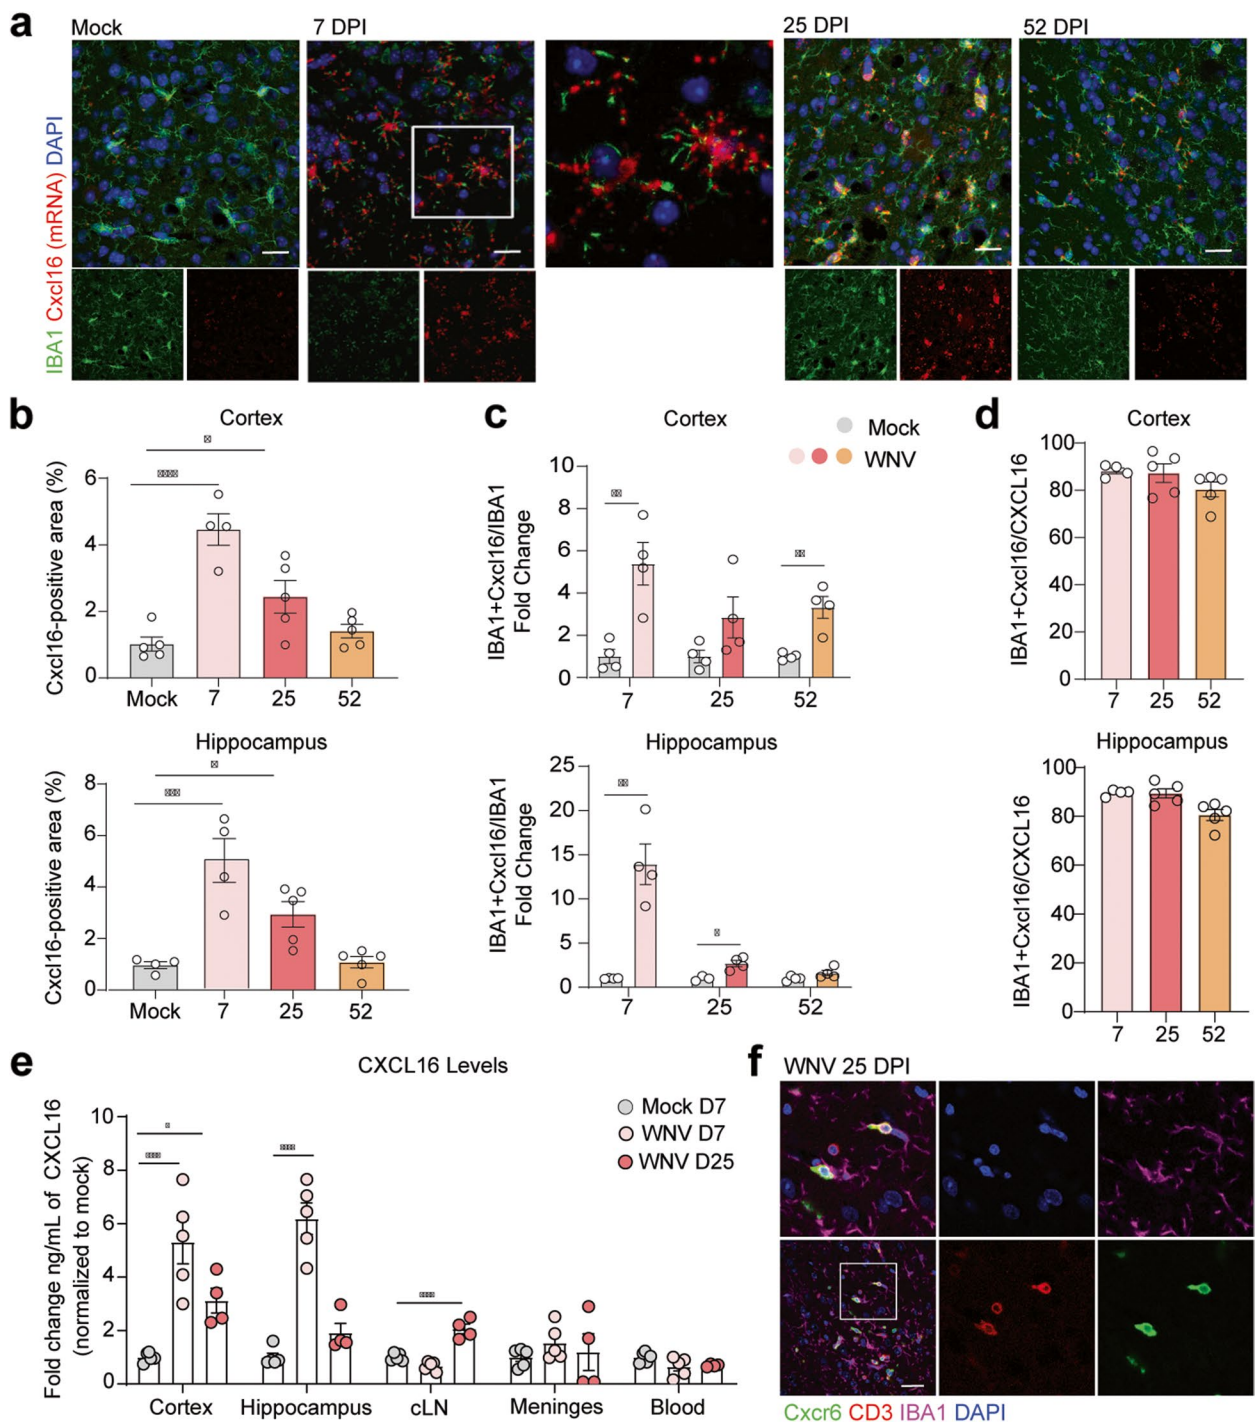 a
Mock
7 DPI
25 DPI
52 DPI
IBA1 Cxcl16 (mRNA) DAPI
b
Cortex
Cxcl16-positive area (%)
6
4
2
0
Mock 7 25 52
Hippocampus
Cxcl16-positive area (%)
8
6
4
2
0
Mock 7 25 52
c
Cortex
Mock
WNV
IBA1+Cxcl16/IBA1
Fold Change
10
8
6
4
2
0
7 25 52
Hippocampus
IBA1+Cxcl16/IBA1
Fold Change
25
20
15
10
5
0
7 25 52
d
Cortex
IBA1+Cxcl16/CXCL16
100
80
60
40
20
0
7 25 52
Hippocampus
IBA1+Cxcl16/CXCL16
100
80
60
40
20
0
7 25 52
e
CXCL16 Levels
Mock D7
WNV D7
WNV D25
Fold change ng/mL of CXCL16
(normalized to mock)
10
8
6
4
2
0
Cortex Hippocampus cLN Meninges Blood
f
WNV 25 DPI
Cxcr6 CD3 IBA1 DAPI